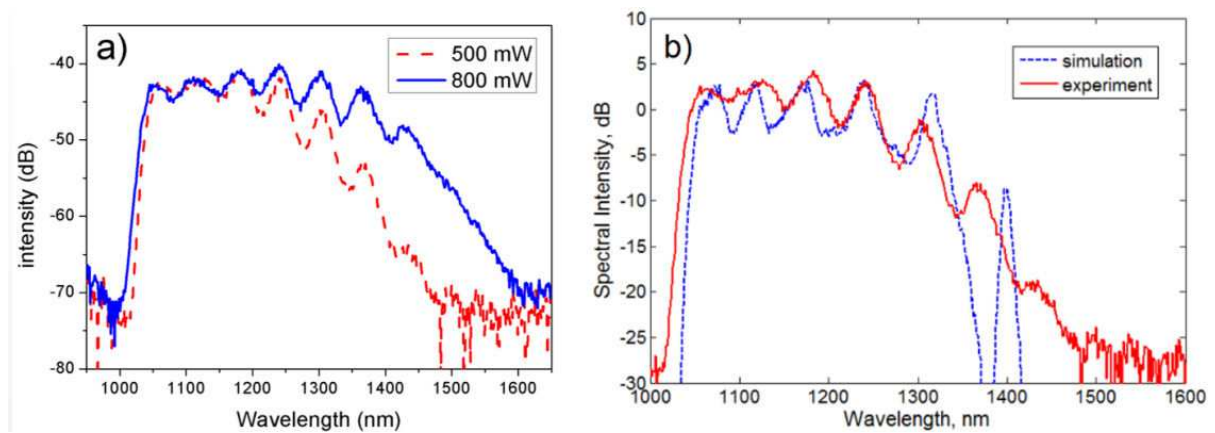 a)
500 mW
800 mW
-40
-50
-60
-70
-80
intensity (dB)
1000 1100 1200 1300 1400 1500 1600
Wavelength (nm)
b)
simulation
experiment
10
5
0
-5
-10
-15
-20
-25
-30
Spectral Intensity, dB
1000 1100 1200 1300 1400 1500 1600
Wavelength, nm